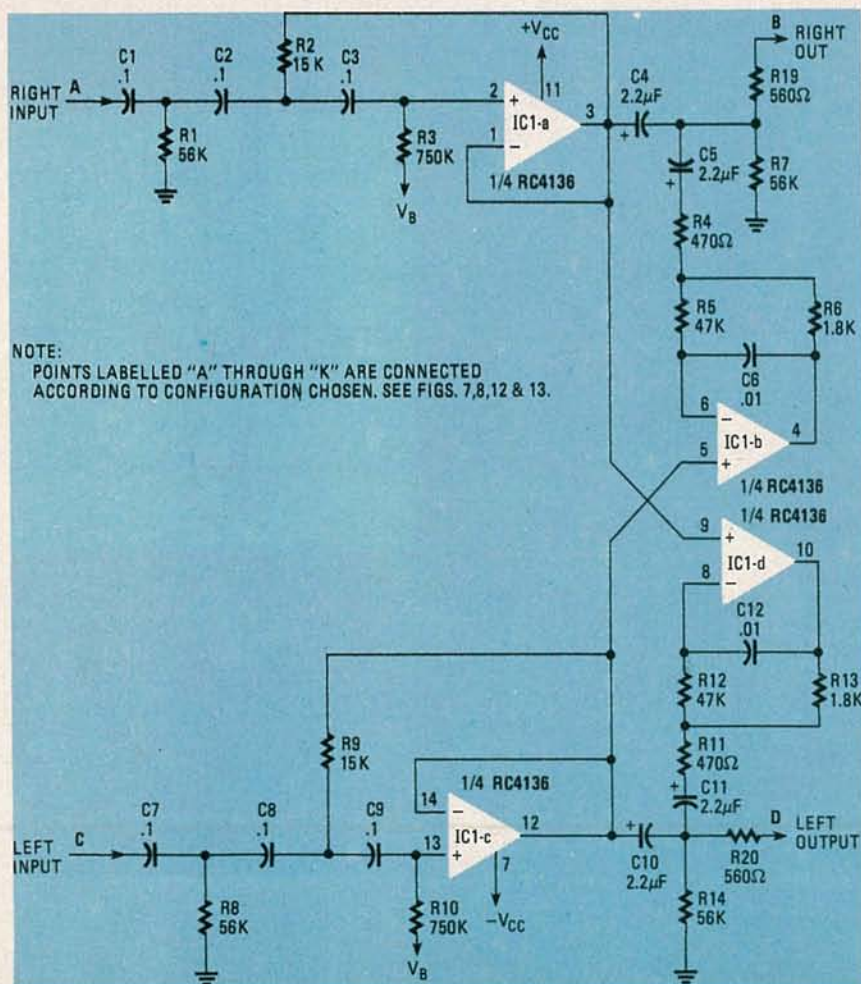 RIGHT INPUT
A
C1 .1
R1 56K
C2 .1
R2 15 K
C3 .1
R3 750K
VB
+VCC
11
2
+
1
−
3
IC1-a
1/4 RC4136
C4 2.2µF
+
B
RIGHT OUT
R19 560Ω
R7 56K
C5 2.2µF
+
R4 470Ω
R5 47K
R6 1.8K
C6 .01
6
−
5
+
4
IC1-b
1/4 RC4136
NOTE:
POINTS LABELLED "A" THROUGH "K" ARE CONNECTED
ACCORDING TO CONFIGURATION CHOSEN. SEE FIGS. 7,8,12 & 13.
1/4 RC4136
9
+
8
−
10
IC1-d
C12 .01
R12 47K
R13 1.8K
R11 470Ω
C11 2.2µF
+
R9 15K
1/4 RC4136
14
−
13
+
12
IC1-c
7
−VCC
LEFT INPUT
C
C7 .1
R8 56K
C8 .1
C9 .1
R10 750K
VB
+
C10 2.2µF
D
LEFT OUTPUT
R20 560Ω
R14 56K